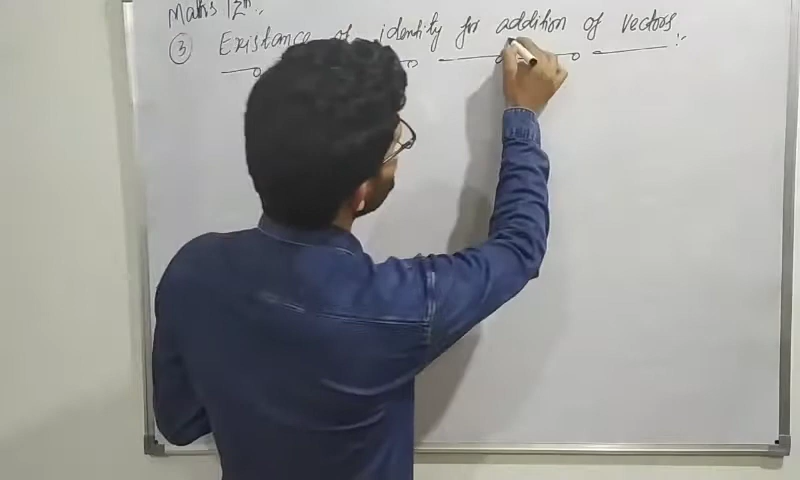 Maths 12th :-
③ Existance of identity for addition of vectors :-